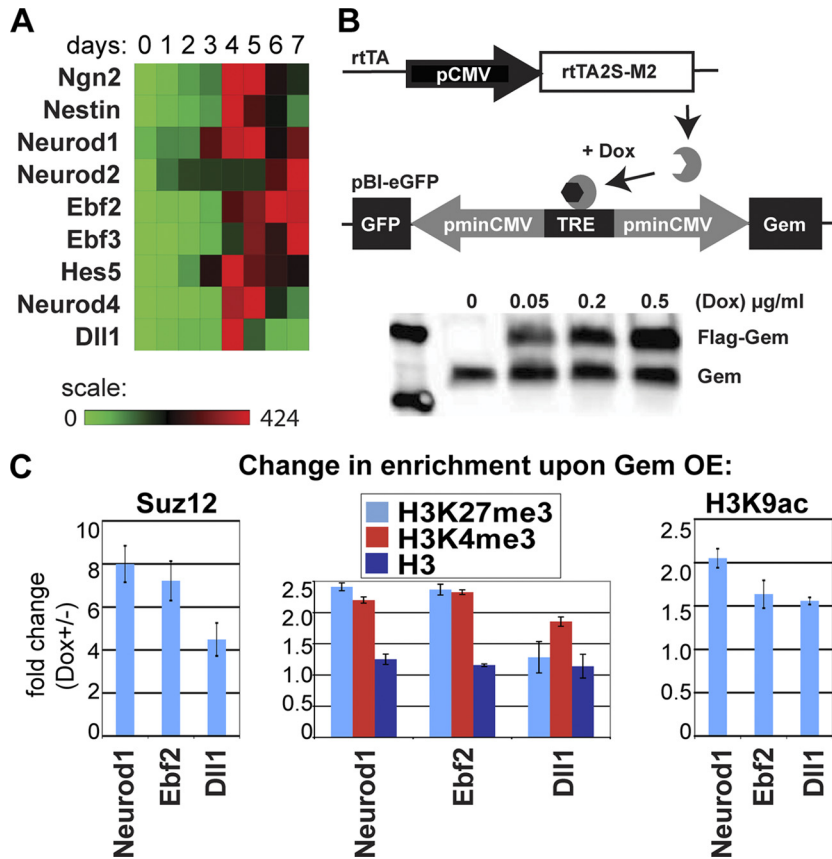 A
days: 0 1 2 3 4 5 6 7
Ngn2
Nestin
Neurod1
Neurod2
Ebf2
Ebf3
Hes5
Neurod4
Dll1
scale:
0 424
B
rtTA
pCMV
rtTA2S-M2
+ Dox
pBI-eGFP
GFP
pminCMV
TRE
pminCMV
Gem
0 0.05 0.2 0.5 (Dox) µg/ml
Flag-Gem
Gem
C
Change in enrichment upon Gem OE:
Suz12
fold change
(Dox+/-)
10
8
6
4
2
0
Neurod1
Ebf2
Dll1
H3K27me3
H3K4me3
H3
2.5
2.0
1.5
1.0
0.5
0
Neurod1
Ebf2
Dll1
H3K9ac
2.5
2.0
1.5
1.0
0.5
0
Neurod1
Ebf2
Dll1